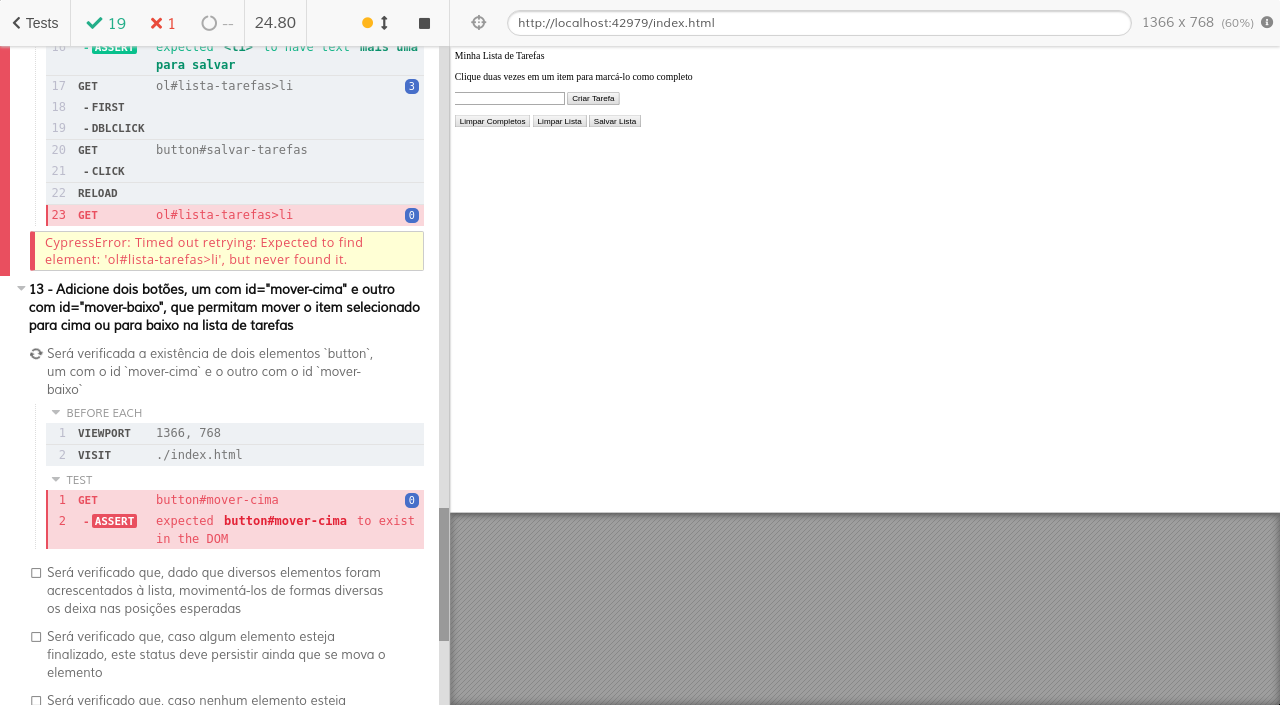 Tests 19 1 -- 24.80
http://localhost:42979/index.html 1366 x 768 (60%)
16 - ASSERT expected <li> to have text mais uma
para salvar
17 GET ol#lista-tarefas>li 3
18 - FIRST
19 - DBLCLICK
20 GET button#salvar-tarefas
21 - CLICK
22 RELOAD
23 GET ol#lista-tarefas>li 0
CypressError: Timed out retrying: Expected to find
element: 'ol#lista-tarefas>li', but never found it.
13 - Adicione dois botões, um com id="mover-cima" e outro
com id="mover-baixo", que permitam mover o item selecionado
para cima ou para baixo na lista de tarefas
Será verificada a existência de dois elementos `button`,
um com o id `mover-cima` e o outro com o id `mover-
baixo`
BEFORE EACH
1 VIEWPORT 1366, 768
2 VISIT ./index.html
TEST
1 GET button#mover-cima 0
2 - ASSERT expected button#mover-cima to exist
in the DOM
Será verificado que, dado que diversos elementos foram
acrescentados à lista, movimentá-los de formas diversas
os deixa nas posições esperadas
Será verificado que, caso algum elemento esteja
finalizado, este status deve persistir ainda que se mova o
elemento
Será verificado que, caso nenhum elemento esteja
Minha Lista de Tarefas
Clique duas vezes em um item para marcá-lo como completo
Criar Tarefa
Limpar Completos Limpar Lista Salvar Lista